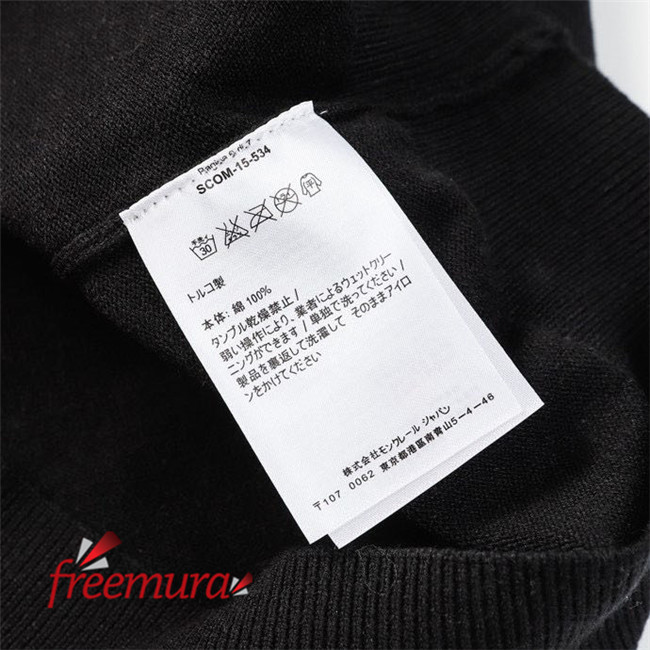 SCOM-15-534
手洗イ
30
平
トルコ製
本体: 綿 100%
タンブル乾燥禁止 /
弱い操作により、業者によるウェットクリー
ニングができます / 単独で洗ってください /
製品を裏返して洗濯して そのままアイロ
ンをかけてください
株式会社モンクレール ジャパン
〒107 0062 東京都港区南青山5-4-46
freemura